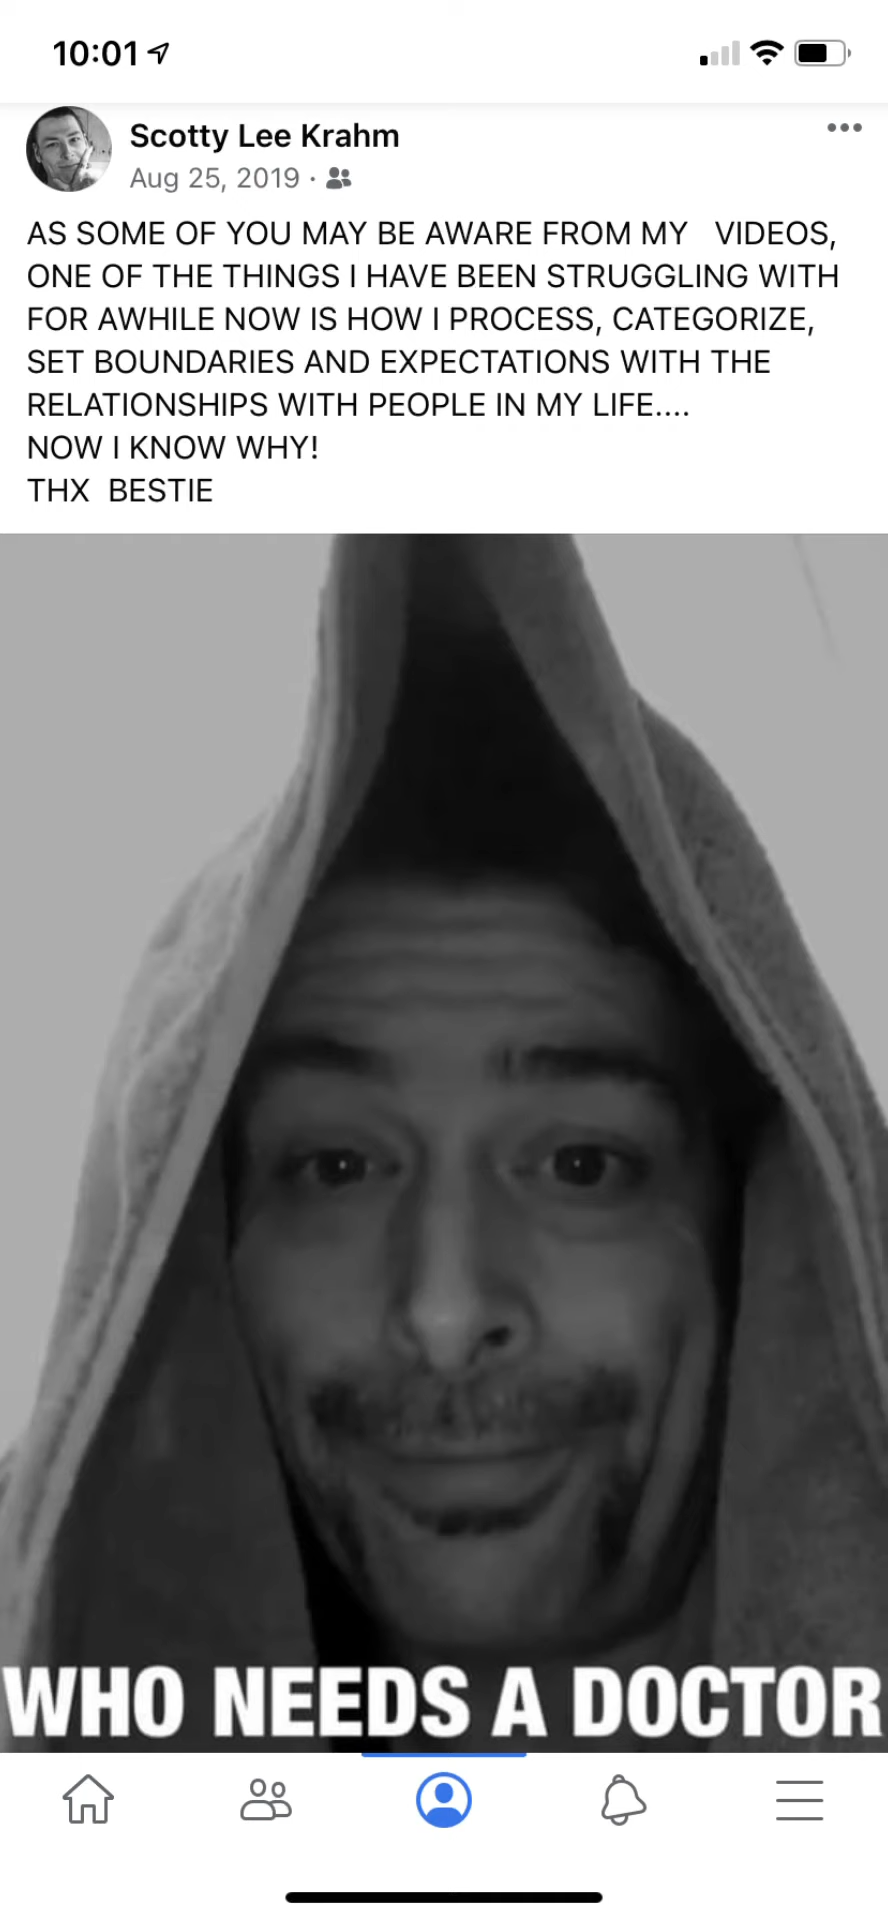 10:01
Scotty Lee Krahm
Aug 25, 2019 ·
AS SOME OF YOU MAY BE AWARE FROM MY VIDEOS,
ONE OF THE THINGS I HAVE BEEN STRUGGLING WITH
FOR AWHILE NOW IS HOW I PROCESS, CATEGORIZE,
SET BOUNDARIES AND EXPECTATIONS WITH THE
RELATIONSHIPS WITH PEOPLE IN MY LIFE....
NOW I KNOW WHY!
THX BESTIE
WHO NEEDS A DOCTOR